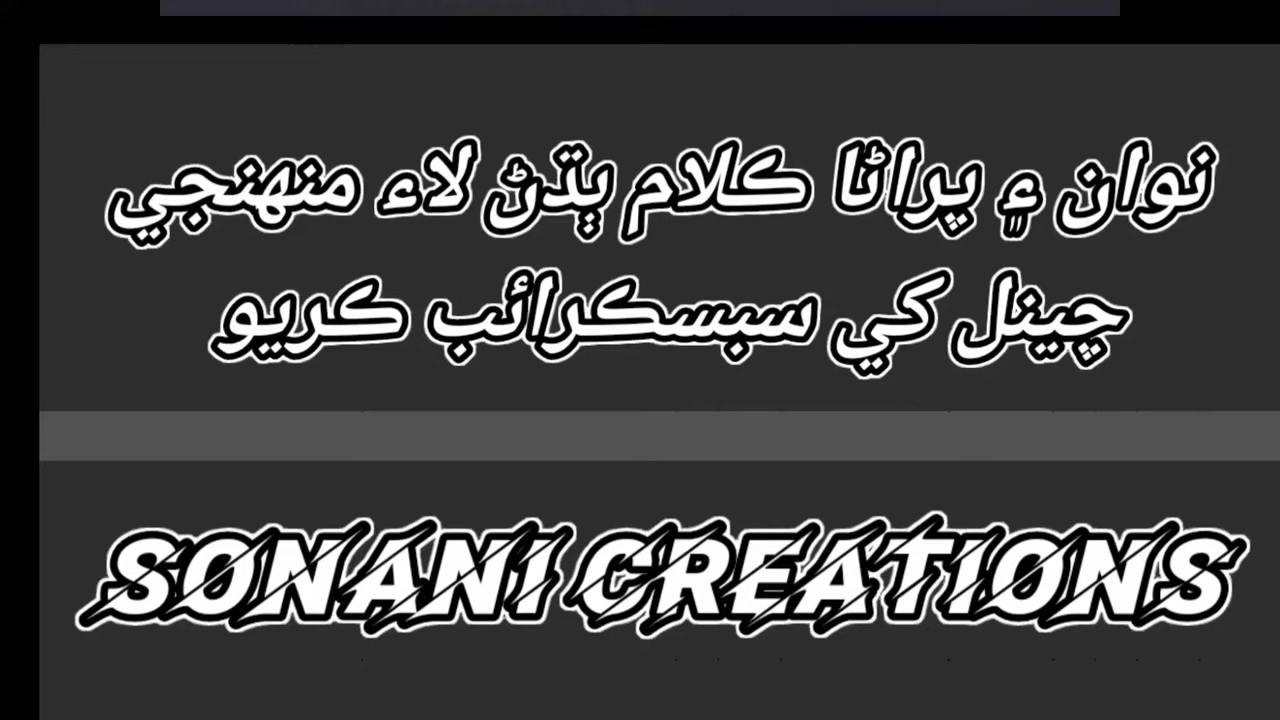 نوان ۽ پراڻا ڪلام ٻڌڻ لاء منهنجي
چينل کي سبسڪرائب ڪريو
SONANI CREATIONS